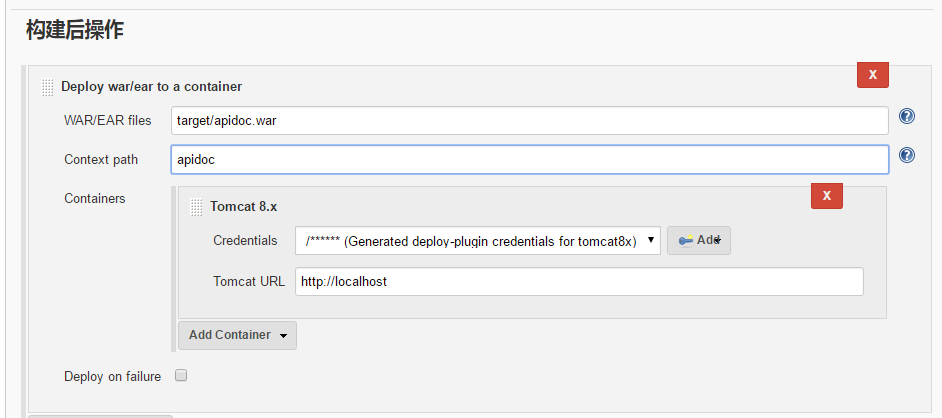 构建后操作
X
Deploy war/ear to a container
WAR/EAR files target/apidoc.war
Context path apidoc
Containers
X
Tomcat 8.x
Credentials /****** (Generated deploy-plugin credentials for tomcat8x) Add
Tomcat URL http://localhost
Add Container
Deploy on failure